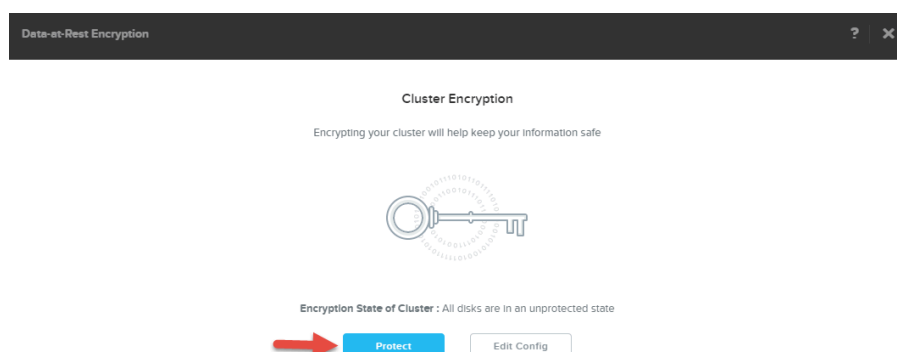 Data-at-Rest Encryption ? ×
Cluster Encryption
Encrypting your cluster will help keep your information safe
Encryption State of Cluster : All disks are in an unprotected state
Protect Edit Config